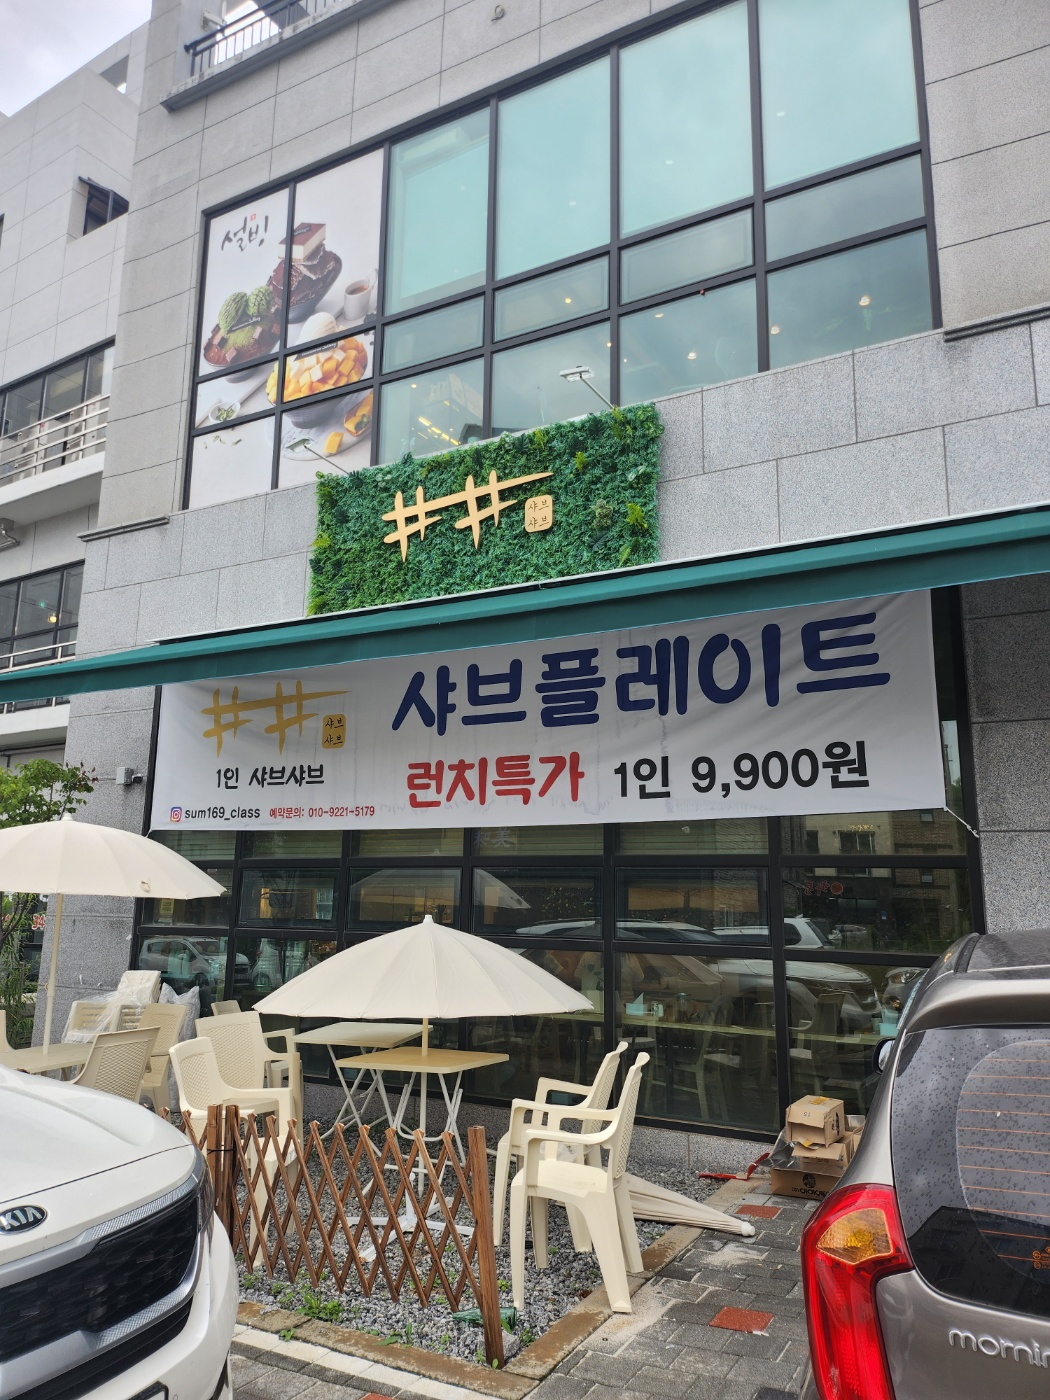 설빙
샤브
샤브
샤브플레이트
샤브
샤브
1인 샤브샤브
런치특가 1인 9,900원
sum169_class 예약문의: 010-9221-5179
KIA
morning